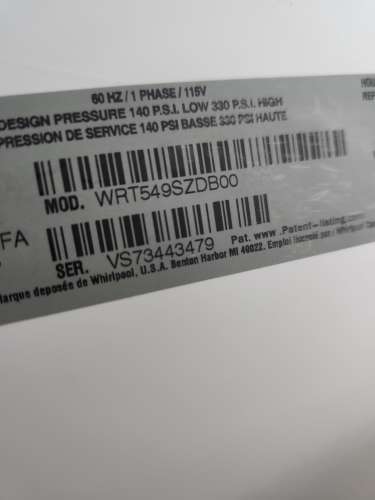 60 HZ / 1 PHASE / 115V
DESIGN PRESSURE 140 P.S.I. LOW 330 P.S.I. HIGH
PRESSION DE SERVICE 140 PSI BASSE 330 PSI HAUTE
MOD. WRT549SZDB00
FA
SER. VS73443479
Pat. www.Patent-listing.com/
Marque deposée de Whirlpool, U.S.A. Benton Harbor MI 49022. Emploi
Whirlpool